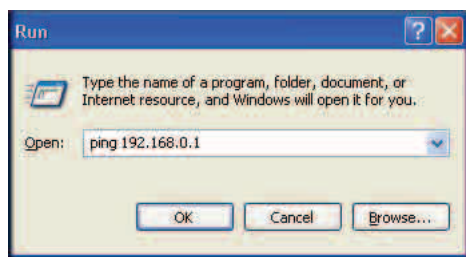 Run
Type the name of a program, folder, document, or
Internet resource, and Windows will open it for you.
Open: ping 192.168.0.1
OK Cancel Browse...